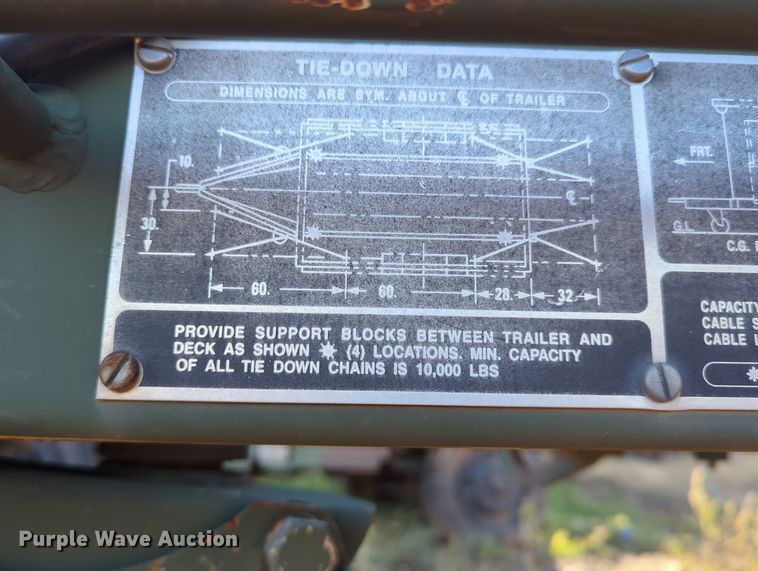 TIE-DOWN DATA
DIMENSIONS ARE SYM. ABOUT ℄ OF TRAILER
10.
30.
℄
60. 60. 28. 32.
PROVIDE SUPPORT BLOCKS BETWEEN TRAILER AND
DECK AS SHOWN ✸ (4) LOCATIONS. MIN. CAPACITY
OF ALL TIE DOWN CHAINS IS 10,000 LBS
FRT.
G.L.
C.G.
CAPACITY
CABLE S
CABLE
Purple Wave Auction